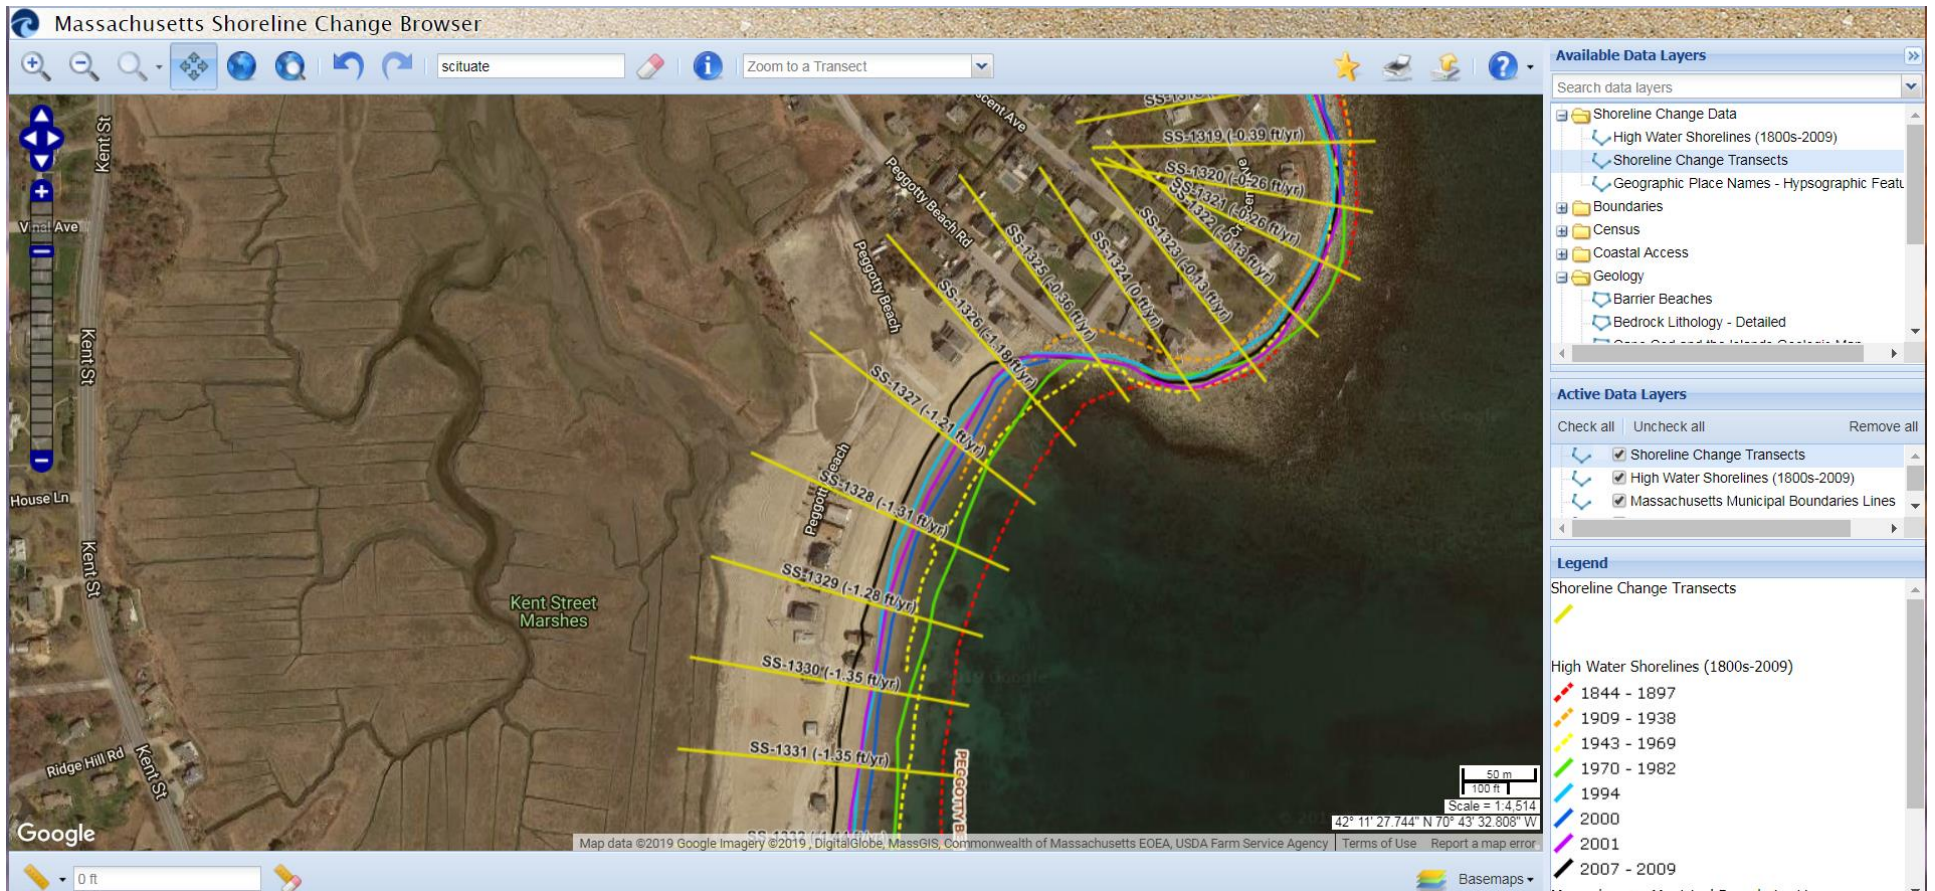 Massachusetts Shoreline Change Browser
scituate
Zoom to a Transect
Available Data Layers
Search data layers
Shoreline Change Data
High Water Shorelines (1800s-2009)
Shoreline Change Transects
Geographic Place Names - Hypsographic Featu
Boundaries
Census
Coastal Access
Geology
Barrier Beaches
Bedrock Lithology - Detailed
Active Data Layers
Check all Uncheck all Remove all
Shoreline Change Transects
High Water Shorelines (1800s-2009)
Massachusetts Municipal Boundaries Lines
Legend
Shoreline Change Transects
High Water Shorelines (1800s-2009)
1844 - 1897
1909 - 1938
1943 - 1969
1970 - 1982
1994
2000
2001
2007 - 2009
Kent St
Vinal Ave
Kent St
House Ln
Kent St
Ridge Hill Rd
Kent St
Kent Street
Marshes
scent Ave
Peggotty Beach Rd
Peggotty Beach
Peggotty Beach
SS-1319 (-0.39 ft/yr)
SS-1320 (-0.26 ft/yr)
SS-1321 (-0.26 ft/yr)
SS-1322 (-0.13 ft/yr)
SS-1323 (-0.13 ft/yr)
SS-1324 (0 ft/yr)
SS-1325 (-0.36 ft/yr)
SS-1326 (-1.18 ft/yr)
SS-1327 (-1.21 ft/yr)
SS-1328 (-1.31 ft/yr)
SS-1329 (-1.28 ft/yr)
SS-1330 (-1.35 ft/yr)
SS-1331 (-1.35 ft/yr)
PEGGOTTY B
50 m
100 ft
Scale = 1:4,514
42° 11' 27.744" N 70° 43' 32.808" W
Google
Map data ©2019 Google Imagery ©2019 , DigitalGlobe, MassGIS, Commonwealth of Massachusetts EOEA, USDA Farm Service Agency Terms of Use Report a map error
0 ft
Basemaps